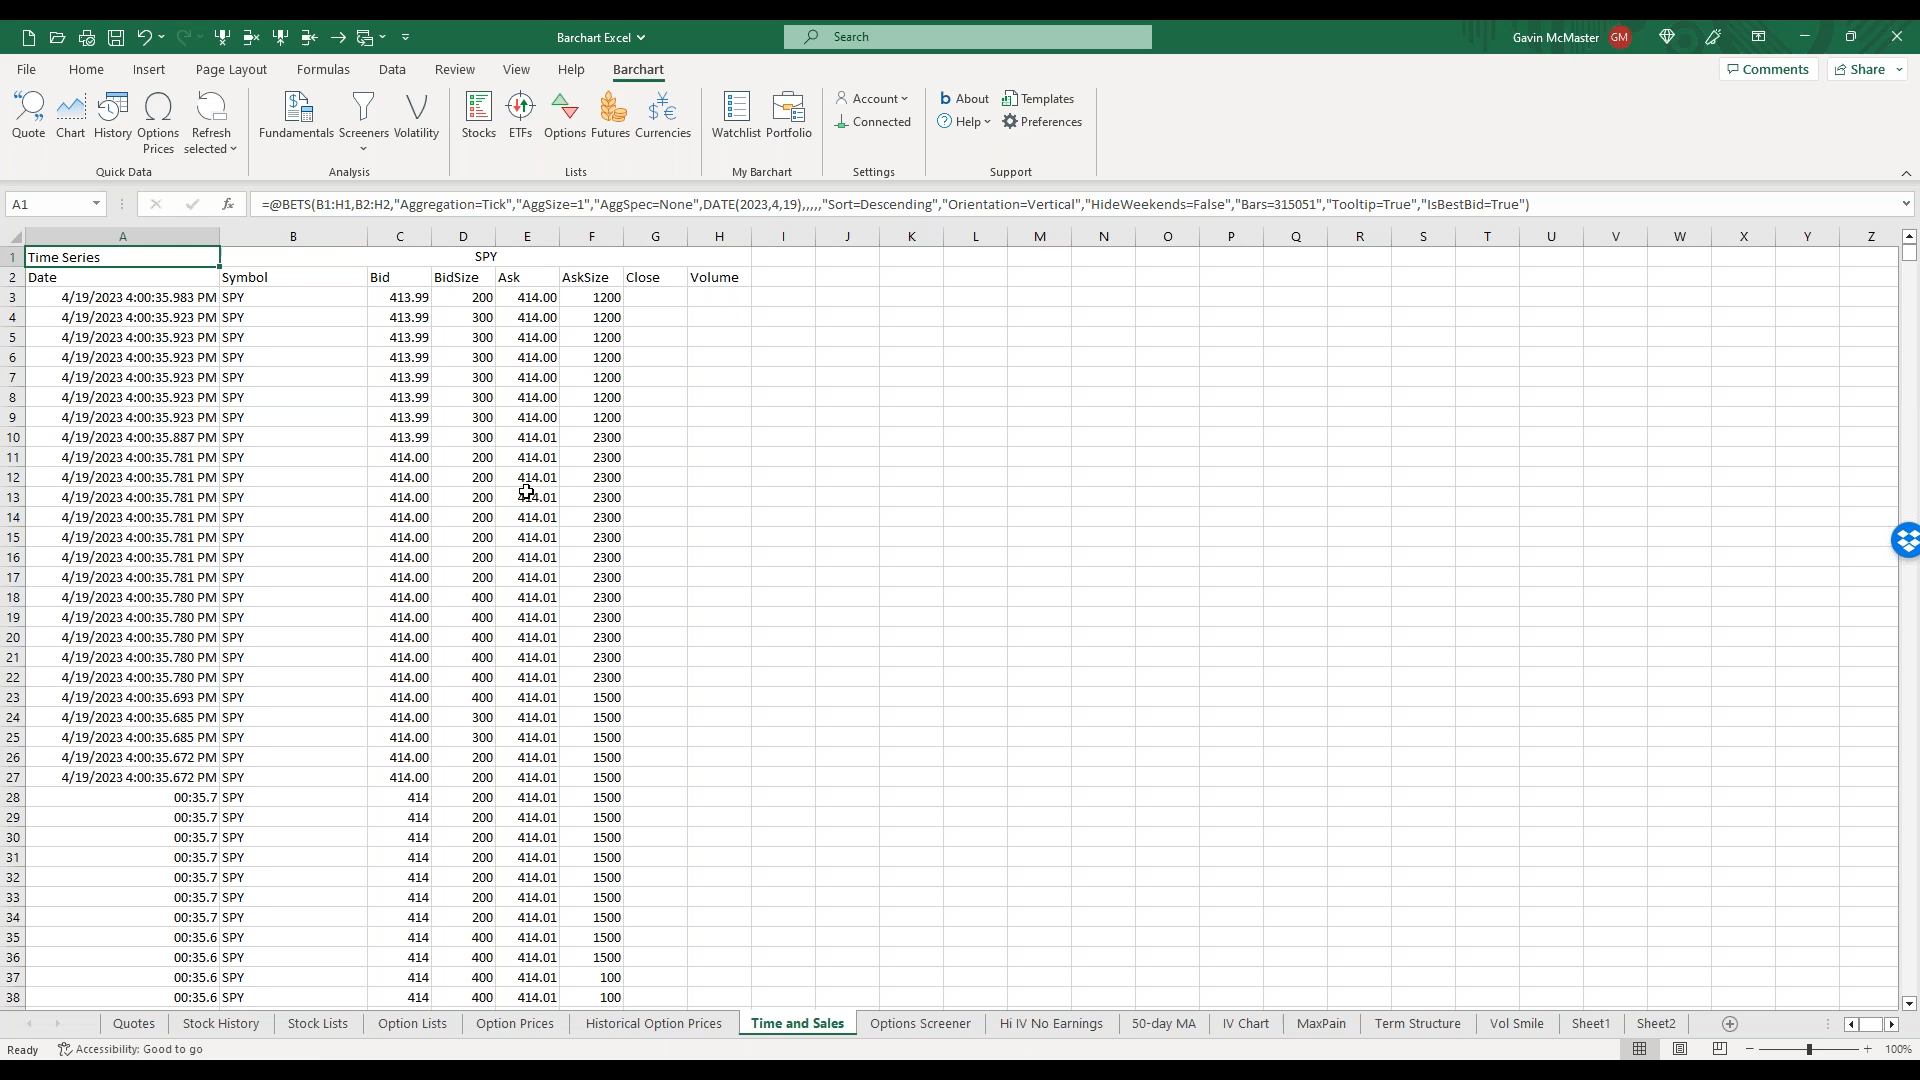 Barchart Excel
Search
Gavin McMaster GM
File Home Insert Page Layout Formulas Data Review View Help Barchart
Comments Share
Quote Chart History Options Prices Refresh selected
Quick Data
Fundamentals Screeners Volatility
Analysis
Stocks ETFs Options Futures Currencies
Lists
Watchlist Portfolio
My Barchart
Account
Connected
Settings
b About Templates
Help Preferences
Support
A1 fx =@BETS(B1:H1,B2:H2,"Aggregation=Tick","AggSize=1","AggSpec=None",DATE(2023,4,19),,,,,"Sort=Descending","Orientation=Vertical","HideWeekends=False","Bars=315051","Tooltip=True","IsBestBid=True")
A B C D E F G H I J K L M N O P Q R S T U V W X Y Z
1 Time Series SPY
2 Date Symbol Bid BidSize Ask AskSize Close Volume
3 4/19/2023 4:00:35.983 PM SPY 413.99 200 414.00 1200
4 4/19/2023 4:00:35.923 PM SPY 413.99 300 414.00 1200
5 4/19/2023 4:00:35.923 PM SPY 413.99 300 414.00 1200
6 4/19/2023 4:00:35.923 PM SPY 413.99 300 414.00 1200
7 4/19/2023 4:00:35.923 PM SPY 413.99 300 414.00 1200
8 4/19/2023 4:00:35.923 PM SPY 413.99 300 414.00 1200
9 4/19/2023 4:00:35.923 PM SPY 413.99 300 414.00 1200
10 4/19/2023 4:00:35.887 PM SPY 413.99 300 414.01 2300
11 4/19/2023 4:00:35.781 PM SPY 414.00 200 414.01 2300
12 4/19/2023 4:00:35.781 PM SPY 414.00 200 414.01 2300
13 4/19/2023 4:00:35.781 PM SPY 414.00 200 414.01 2300
14 4/19/2023 4:00:35.781 PM SPY 414.00 200 414.01 2300
15 4/19/2023 4:00:35.781 PM SPY 414.00 200 414.01 2300
16 4/19/2023 4:00:35.781 PM SPY 414.00 200 414.01 2300
17 4/19/2023 4:00:35.781 PM SPY 414.00 200 414.01 2300
18 4/19/2023 4:00:35.780 PM SPY 414.00 400 414.01 2300
19 4/19/2023 4:00:35.780 PM SPY 414.00 400 414.01 2300
20 4/19/2023 4:00:35.780 PM SPY 414.00 400 414.01 2300
21 4/19/2023 4:00:35.780 PM SPY 414.00 400 414.01 2300
22 4/19/2023 4:00:35.780 PM SPY 414.00 400 414.01 2300
23 4/19/2023 4:00:35.693 PM SPY 414.00 400 414.01 1500
24 4/19/2023 4:00:35.685 PM SPY 414.00 300 414.01 1500
25 4/19/2023 4:00:35.685 PM SPY 414.00 300 414.01 1500
26 4/19/2023 4:00:35.672 PM SPY 414.00 200 414.01 1500
27 4/19/2023 4:00:35.672 PM SPY 414.00 200 414.01 1500
28 00:35.7 SPY 414 200 414.01 1500
29 00:35.7 SPY 414 200 414.01 1500
30 00:35.7 SPY 414 200 414.01 1500
31 00:35.7 SPY 414 200 414.01 1500
32 00:35.7 SPY 414 200 414.01 1500
33 00:35.7 SPY 414 200 414.01 1500
34 00:35.7 SPY 414 200 414.01 1500
35 00:35.6 SPY 414 400 414.01 1500
36 00:35.6 SPY 414 400 414.01 1500
37 00:35.6 SPY 414 400 414.01 100
38 00:35.6 SPY 414 400 414.01 100
Quotes Stock History Stock Lists Option Lists Option Prices Historical Option Prices Time and Sales Options Screener Hi IV No Earnings 50-day MA IV Chart MaxPain Term Structure Vol Smile Sheet1 Sheet2
Ready Accessibility: Good to go 100%